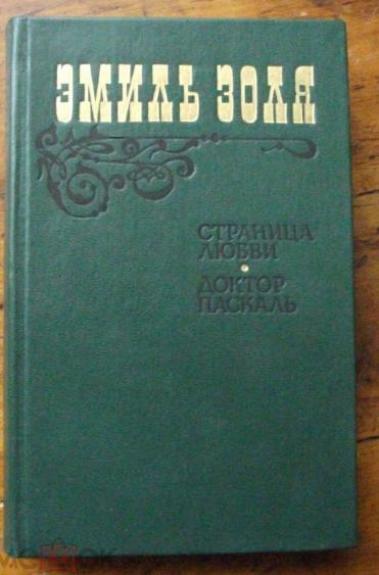 ЭМИЛЬ ЗОЛЯ
СТРАНИЦА
ЛЮБВИ
•
ДОКТОР
ПАСКАЛЬ